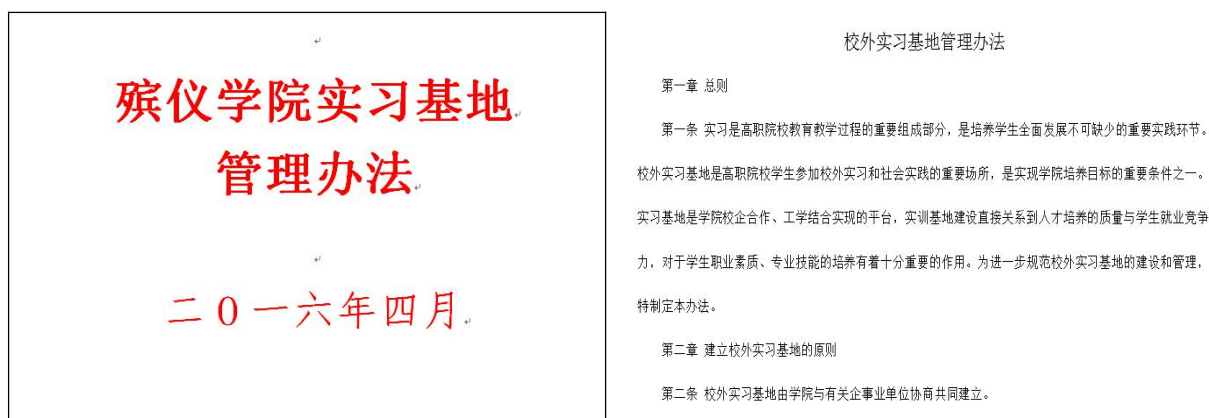 殡仪学院实习基地
管理办法
二0一六年四月
校外实习基地管理办法
第一章 总则
第一条 实习是高职院校教育教学过程的重要组成部分，是培养学生全面发展不可缺少的重要实践环节。
校外实习基地是高职院校学生参加校外实习和社会实践的重要场所，是实现学院培养目标的重要条件之一。
实习基地是学院校企合作、工学结合实现的平台，实训基地建设直接关系到人才培养的质量与学生就业竞争
力，对于学生职业素质、专业技能的培养有着十分重要的作用。为进一步规范校外实习基地的建设和管理，
特制定本办法。
第二章 建立校外实习基地的原则
第二条 校外实习基地由学院与有关企事业单位协商共同建立。